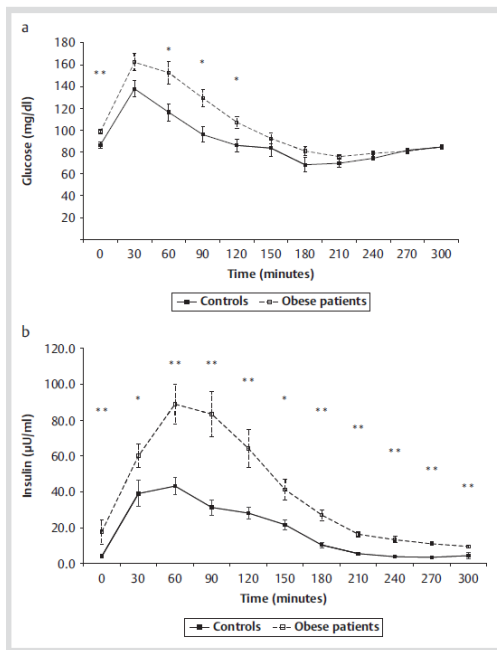 a
180
160
140
120
100
80
60
40
20
Glucose (mg/dl)
** * * *
0 30 60 90 120 150 180 210 240 270 300
Time (minutes)
Controls Obese patients
b
120.0
100.0
80.0
60.0
40.0
20.0
0.0
Insulin (µU/ml)
** * ** ** ** * ** ** ** ** **
0 30 60 90 120 150 180 210 240 270 300
Time (minutes)
Controls Obese patients